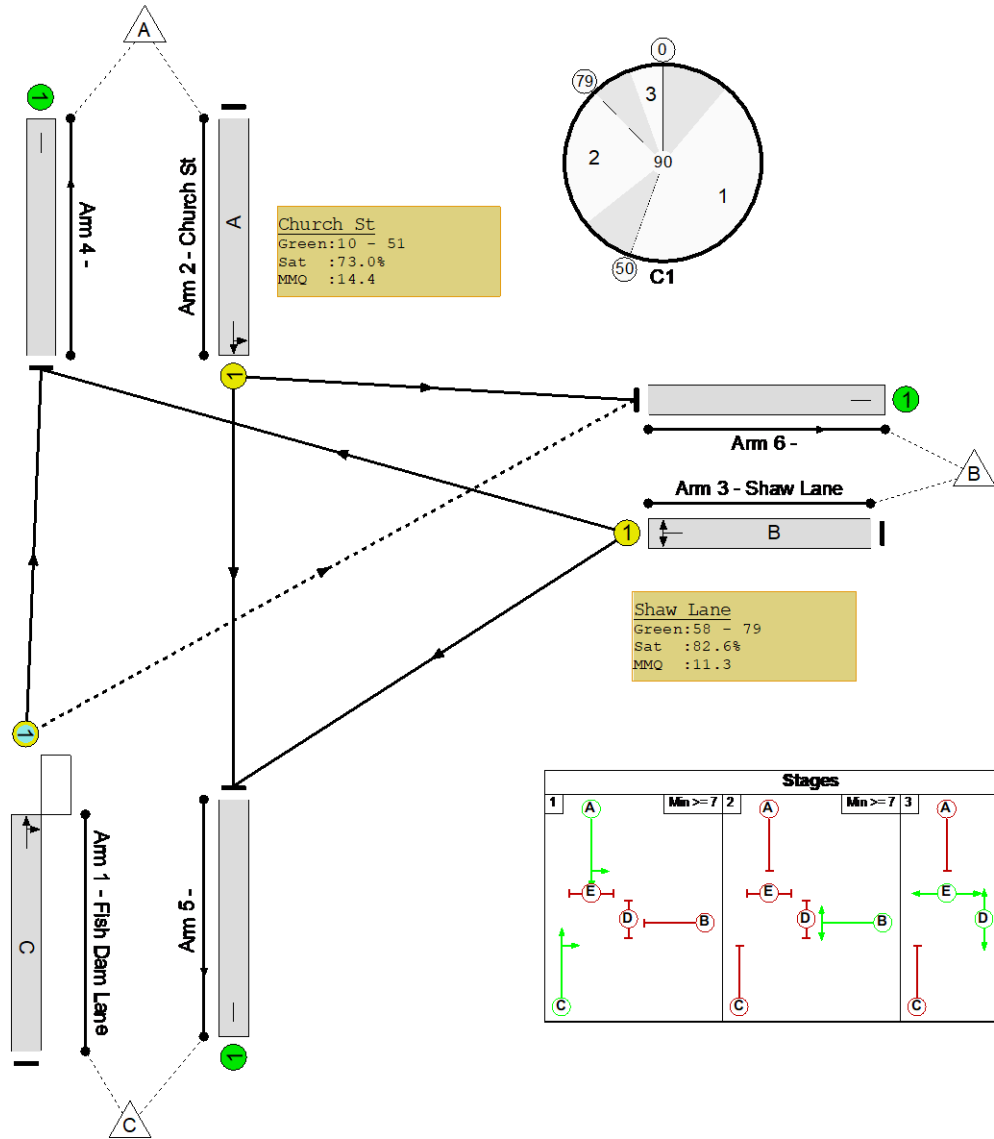 A
0
79
3
2
90
1
50
C1
1
Arm 4 -
Arm 2 - Church St
A
Church St
Green:10 - 51
Sat :73.0%
MMQ :14.4
1
1
Arm 6 -
B
Arm 3 - Shaw Lane
B
1
Shaw Lane
Green:58 - 79
Sat :82.6%
MMQ :11.3
1
C
Arm 1 - Fish Dam Lane
Arm 5 -
1
C
Stages
1 Min >= 7
A
E
D
B
C
2 Min >= 7
A
E
D
B
C
3
A
E
D
C